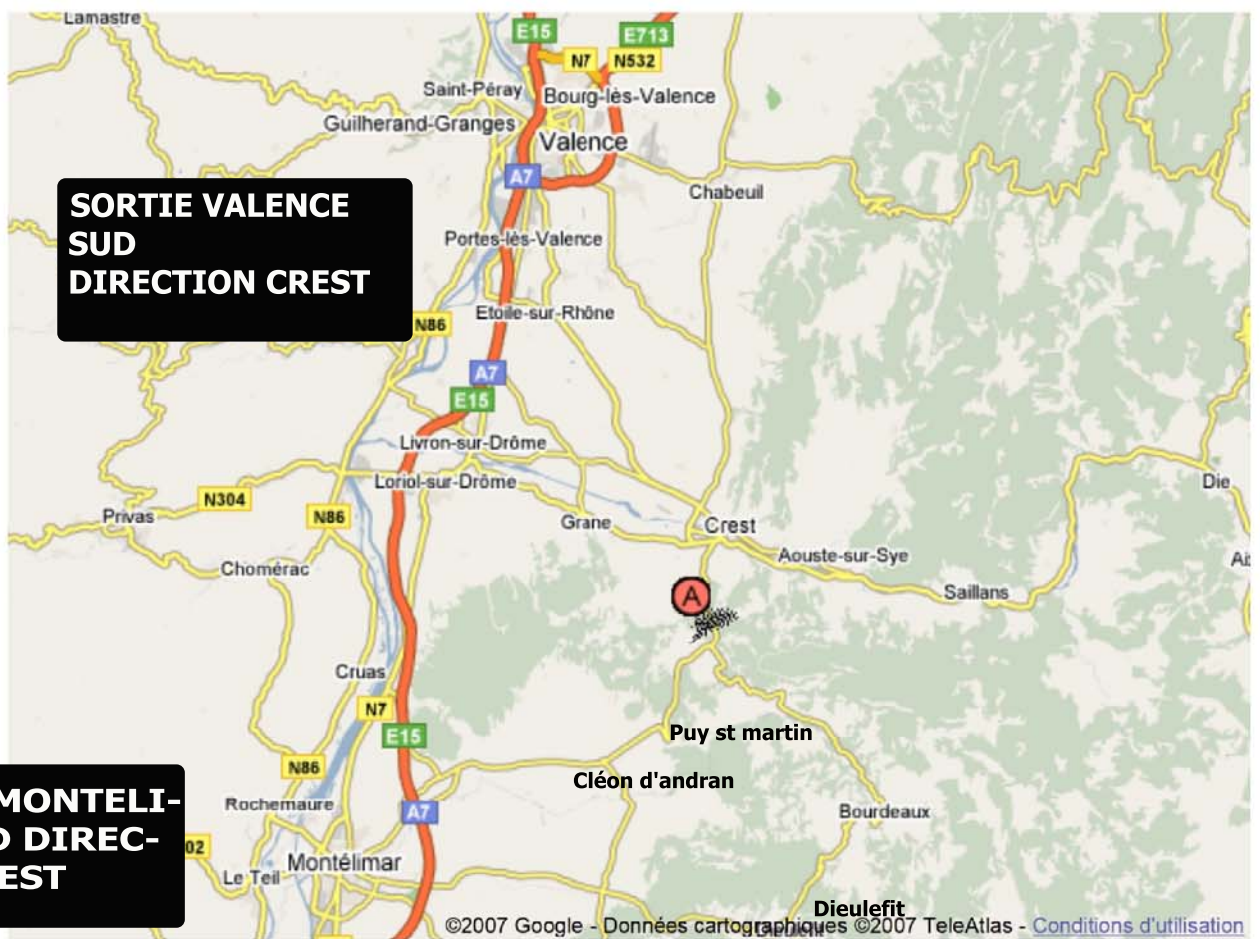 Lamastre
E15
E713
N7
N532
Saint-Péray
Bourg-lès-Valence
Guilherand-Granges
Valence
A7
Chabeuil
SORTIE VALENCE
SUD
DIRECTION CREST
Portes-lès-Valence
N86
Etoile-sur-Rhône
A7
E15
Livron-sur-Drôme
Loriol-sur-Drôme
Die
N304
Privas
N86
Grane
Crest
Aouste-sur-Sye
Chomérac
Saillans
A
Cruas
N7
E15
Puy st martin
N86
Cléon d'andran
MONTELI-
D DIREC-
EST
Rochemaure
A7
Bourdeaux
02
Montélimar
Le Teil
Dieulefit
©2007 Google - Données cartographiques ©2007 TeleAtlas - Conditions d'utilisation